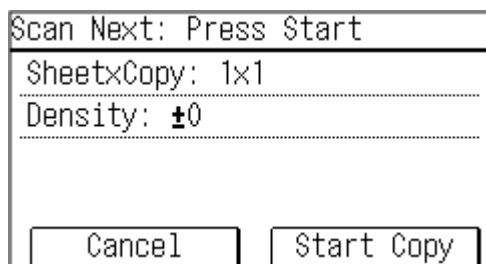 Scan Next: Press Start
SheetxCopy: 1x1
Density: ±0
Cancel Start Copy